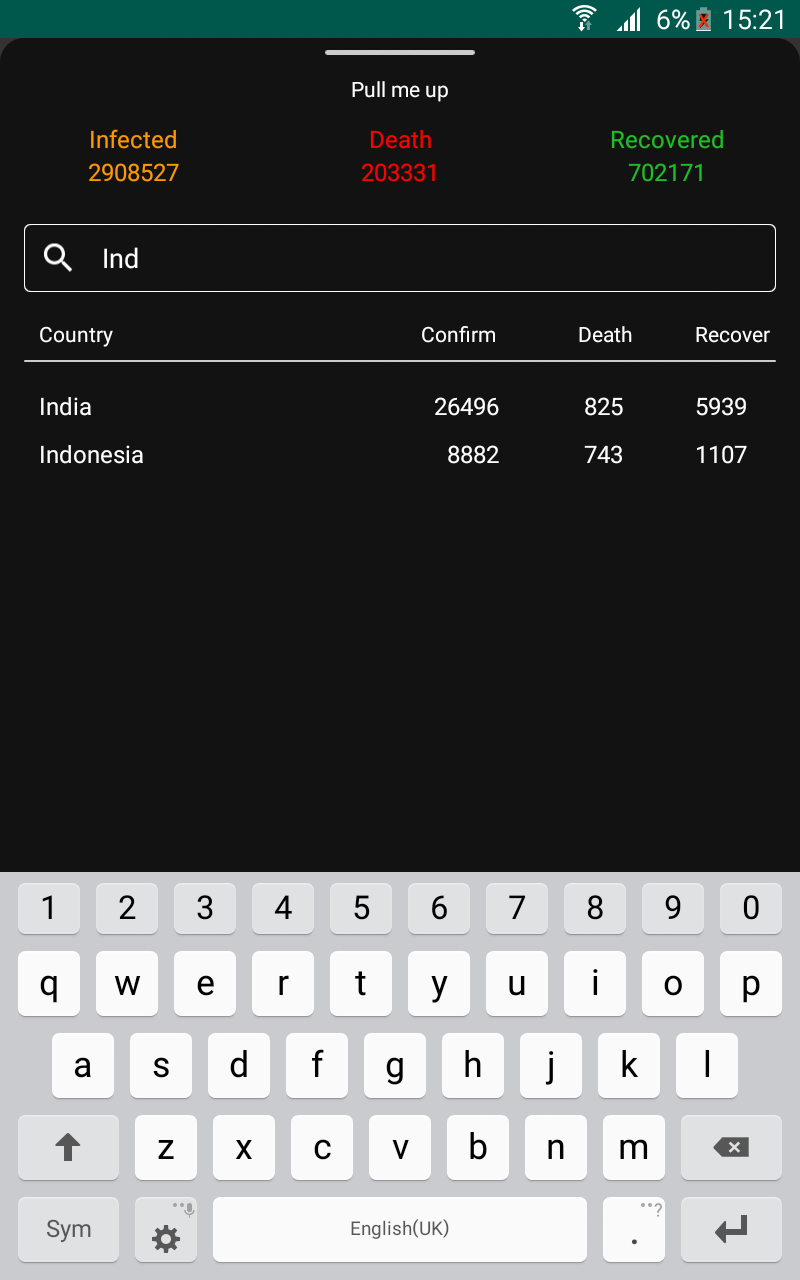 6% 15:21
Pull me up
Infected Death Recovered
2908527 203331 702171
Ind
Country Confirm Death Recover
India 26496 825 5939
Indonesia 8882 743 1107
1 2 3 4 5 6 7 8 9 0
q w e r t y u i o p
a s d f g h j k l
z x c v b n m
Sym English(UK) . ?